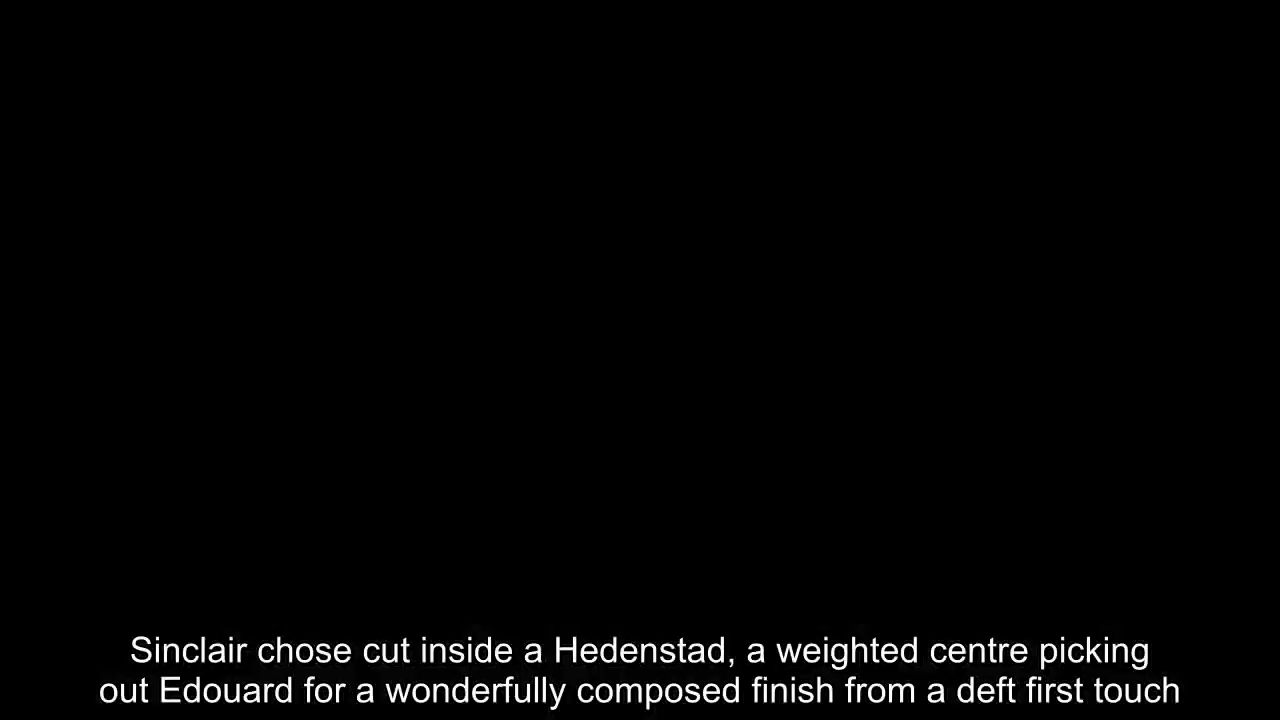 Sinclair chose cut inside a Hedenstad, a weighted centre picking
out Edouard for a wonderfully composed finish from a deft first touch